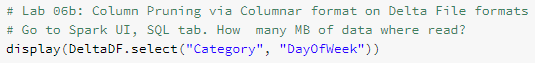 # Lab 06b: Column Pruning via Columnar format on Delta File formats
# Go to Spark UI, SQL tab. How  many MB of data where read?
display(DeltaDF.select("Category", "DayOfWeek"))